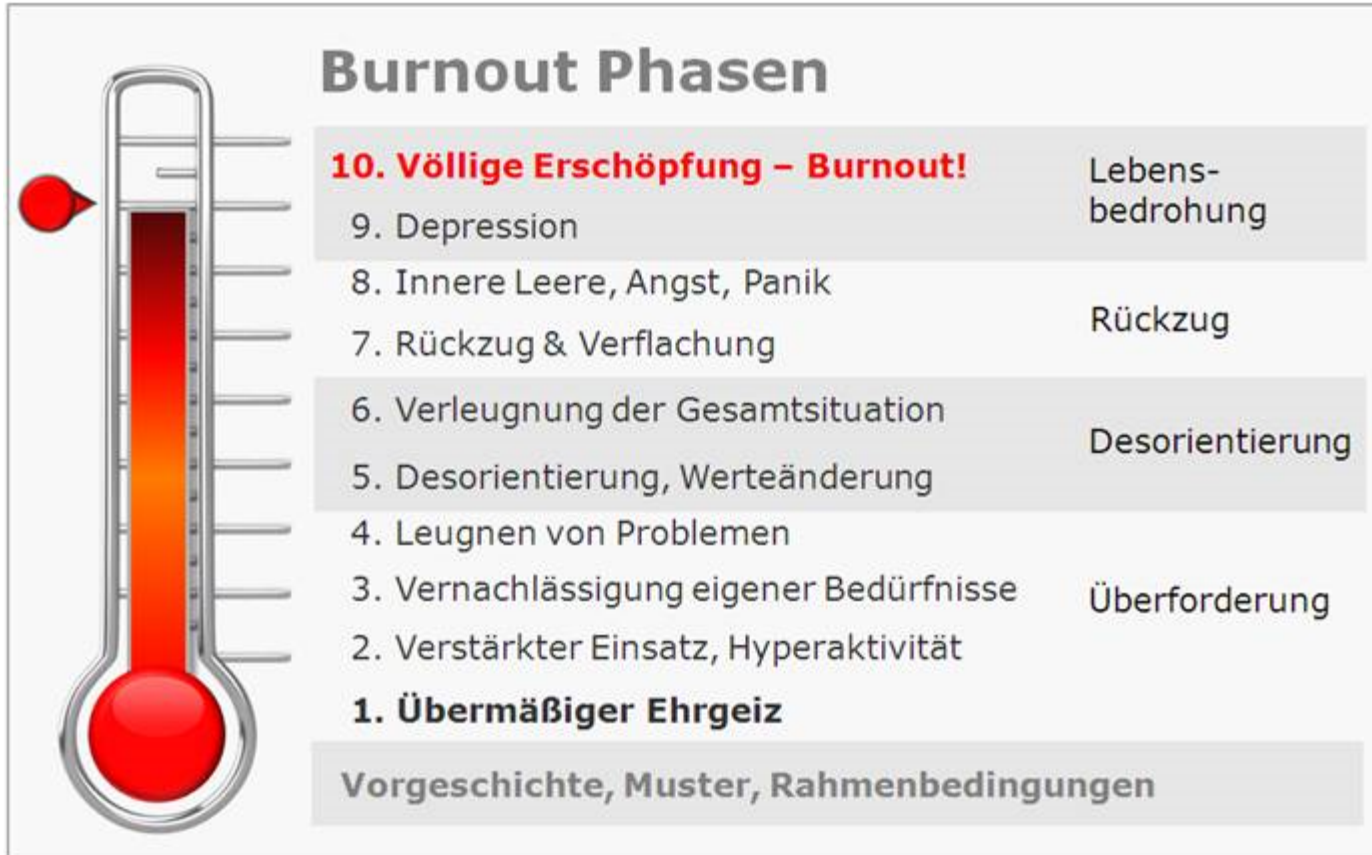 Burnout Phasen
10. Völlige Erschöpfung – Burnout!
9. Depression
Lebens-
bedrohung
8. Innere Leere, Angst, Panik
7. Rückzug & Verflachung
Rückzug
6. Verleugnung der Gesamtsituation
5. Desorientierung, Werteänderung
Desorientierung
4. Leugnen von Problemen
3. Vernachlässigung eigener Bedürfnisse
2. Verstärkter Einsatz, Hyperaktivität
1. Übermäßiger Ehrgeiz
Überforderung
Vorgeschichte, Muster, Rahmenbedingungen